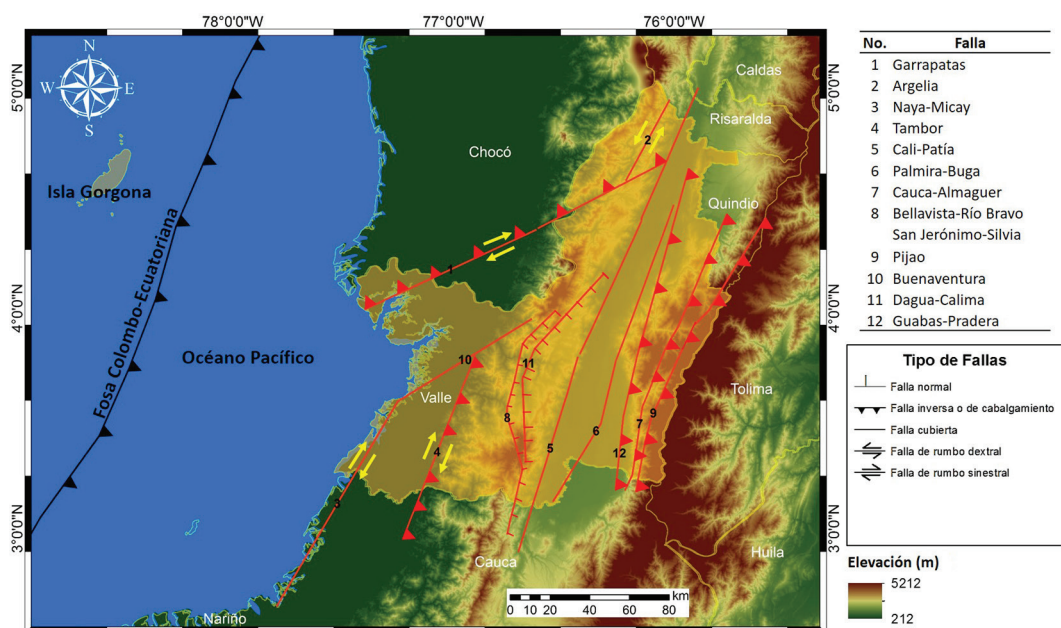 78°0'0"W 77°0'0"W 76°0'0"W
N
W E
S
5°0'0"N
4°0'0"N
3°0'0"N
Caldas
Risaralda
Chocó
Isla Gorgona
Quindío
Fosa Colombo-Ecuatoriana
Océano Pacífico
Valle
Tolima
Cauca
Huila
Nariño
1
2
3
4
5
6
7
8
9
10
11
12
km
0 10 20 40 60 80
No. Falla
1 Garrapatas
2 Argelia
3 Naya-Micay
4 Tambor
5 Cali-Patía
6 Palmira-Buga
7 Cauca-Almaguer
8 Bellavista-Río Bravo
San Jerónimo-Silvia
9 Pijao
10 Buenaventura
11 Dagua-Calima
12 Guabas-Pradera
Tipo de Fallas
Falla normal
Falla inversa o de cabalgamiento
Falla cubierta
Falla de rumbo dextral
Falla de rumbo sinestral
Elevación (m)
5212
212